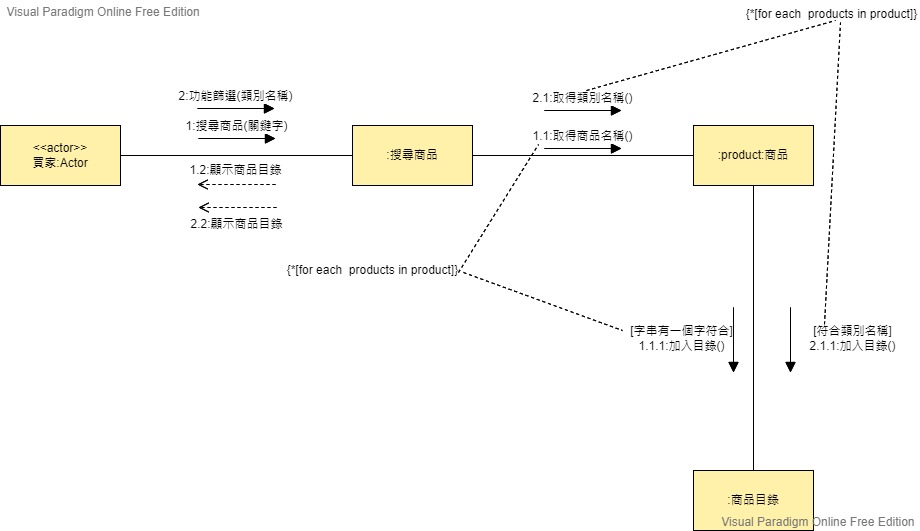 Visual Paradigm Online Free Edition
{*[for each  products in product]}
2:功能篩選(類別名稱)
2.1:取得類別名稱()
1:搜尋商品(關鍵字)
1.1:取得商品名稱()
<<actor>>
買家:Actor
:搜尋商品
:product:商品
1.2:顯示商品目錄
2.2:顯示商品目錄
{*[for each  products in product]}
[字串有一個字符合]
1.1.1:加入目錄()
[符合類別名稱]
2.1.1:加入目錄()
:商品目錄
Visual Paradigm Online Free Edition